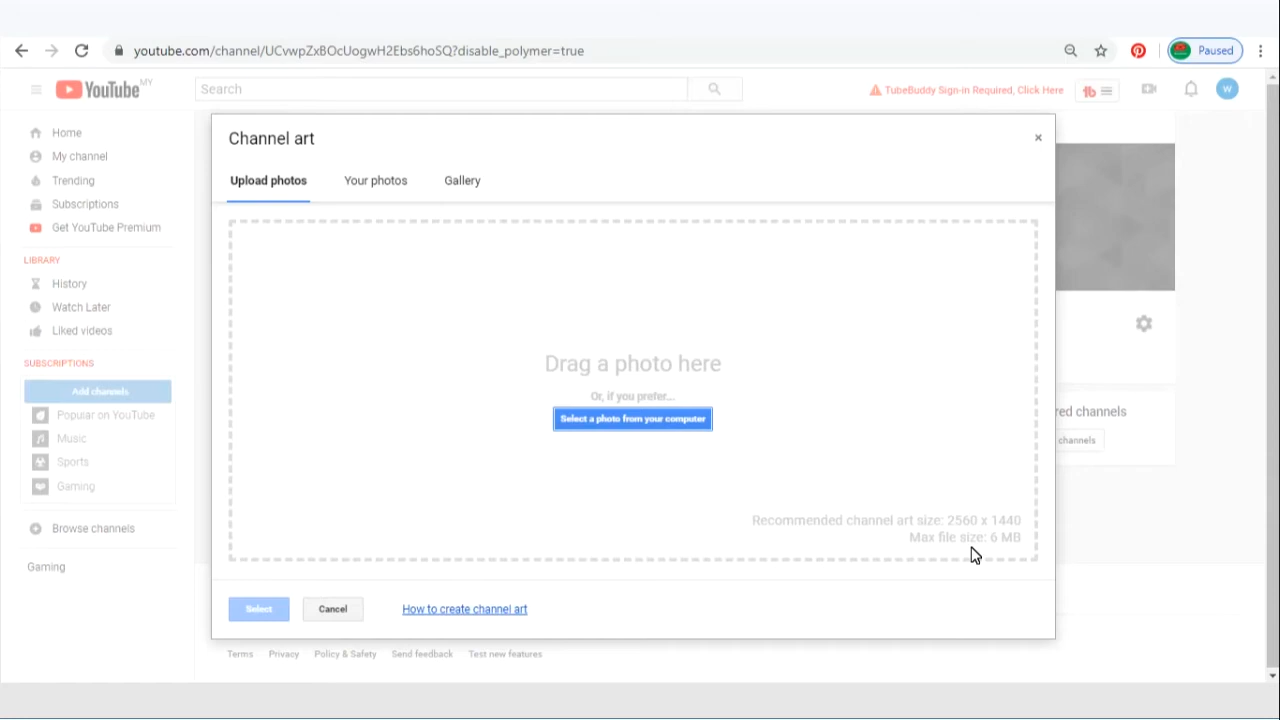 youtube.com/channel/UCvwpZxBOcUogwH2Ebs6hoSQ?disable_polymer=true
Paused
YouTube MY
Search
TubeBuddy Sign-in Required, Click Here
tb
W
Home
My channel
Trending
Subscriptions
Get YouTube Premium
LIBRARY
History
Watch Later
Liked videos
SUBSCRIPTIONS
Add channels
Popular on YouTube
Music
Sports
Gaming
Browse channels
Gaming
Channel art
×
Upload photos
Your photos
Gallery
Drag a photo here
Or, if you prefer...
Select a photo from your computer
Recommended channel art size: 2560 x 1440
Max file size: 6 MB
Select
Cancel
How to create channel art
red channels
channels
Terms
Privacy
Policy & Safety
Send feedback
Test new features